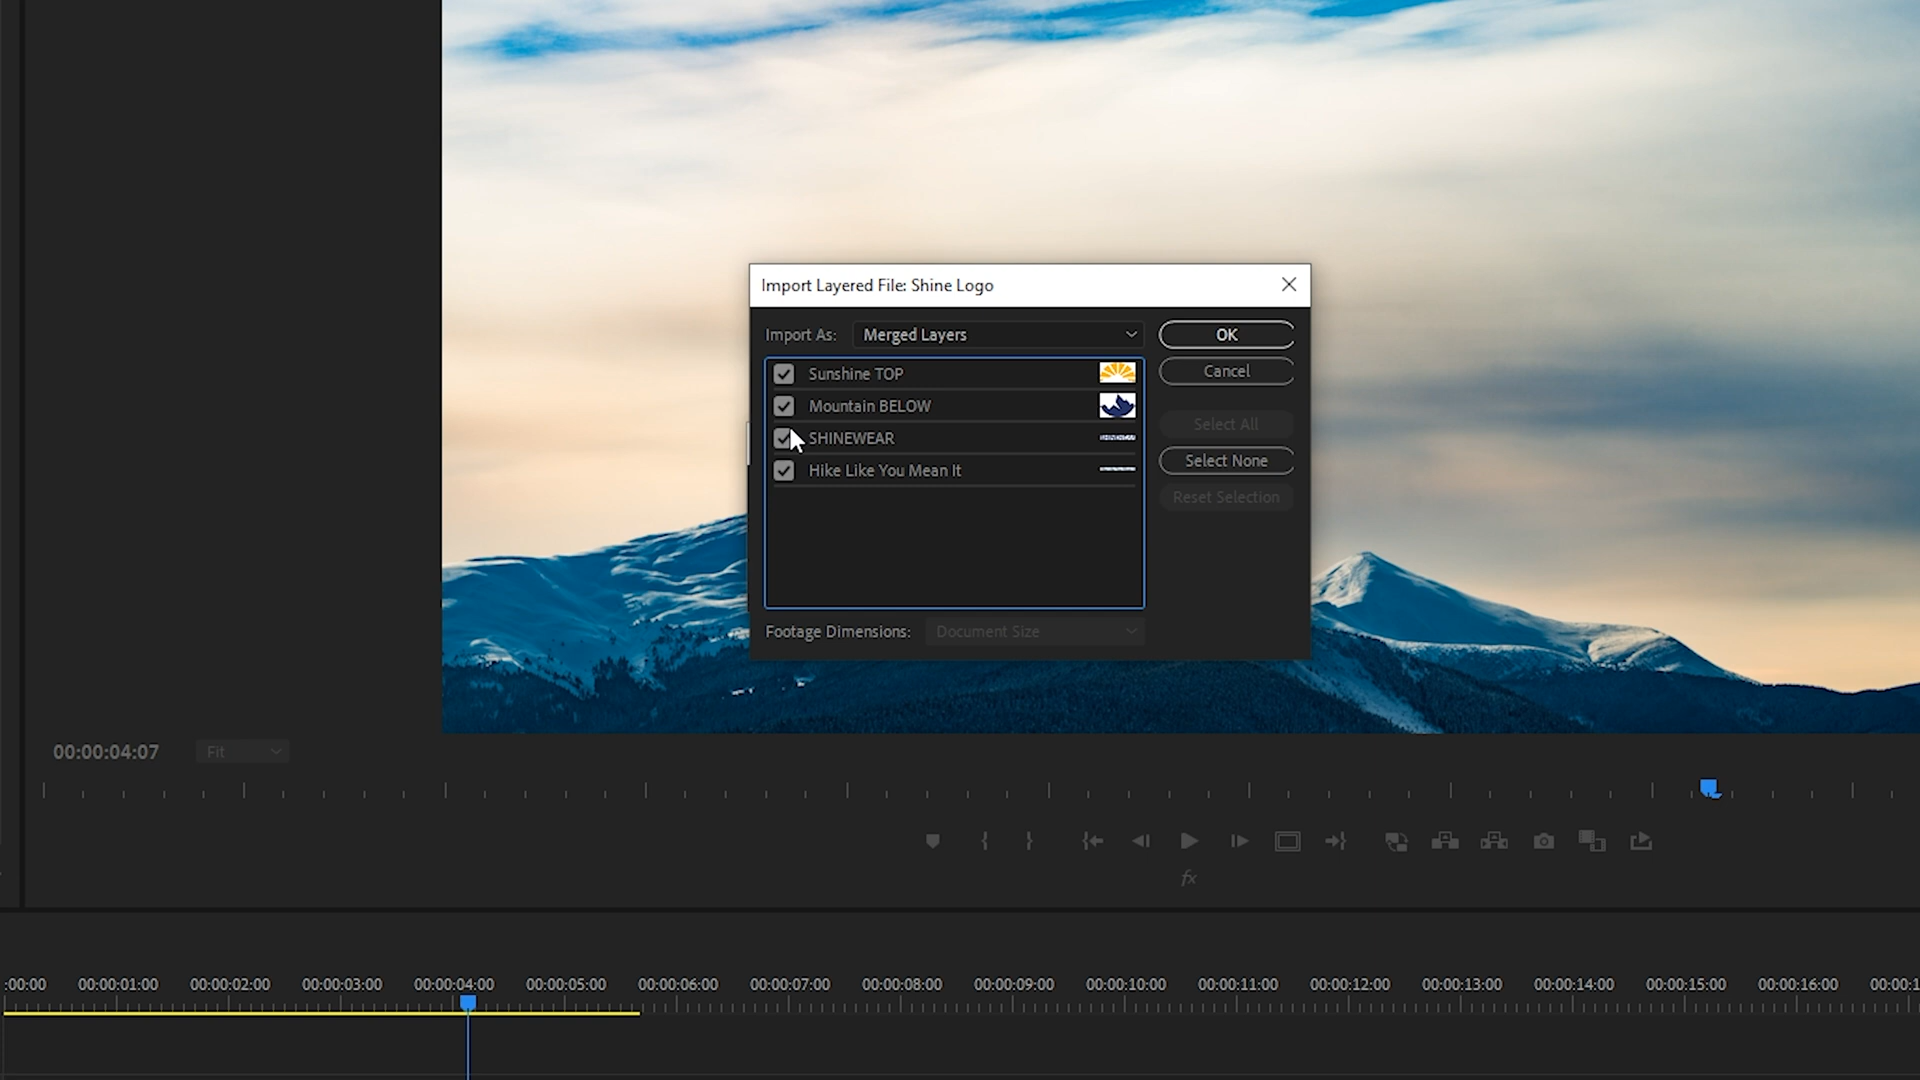 Import Layered File: Shine Logo
Import As: Merged Layers
OK
Sunshine TOP
Cancel
Mountain BELOW
Select All
SHINEWEAR
Select None
Hike Like You Mean It
Reset Selection
Footage Dimensions: Document Size
00:00:04:07 Fit
fx
:00:00 00:00:01:00 00:00:02:00 00:00:03:00 00:00:04:00 00:00:05:00 00:00:06:00 00:00:07:00 00:00:08:00 00:00:09:00 00:00:10:00 00:00:11:00 00:00:12:00 00:00:13:00 00:00:14:00 00:00:15:00 00:00:16:00 00:00:1